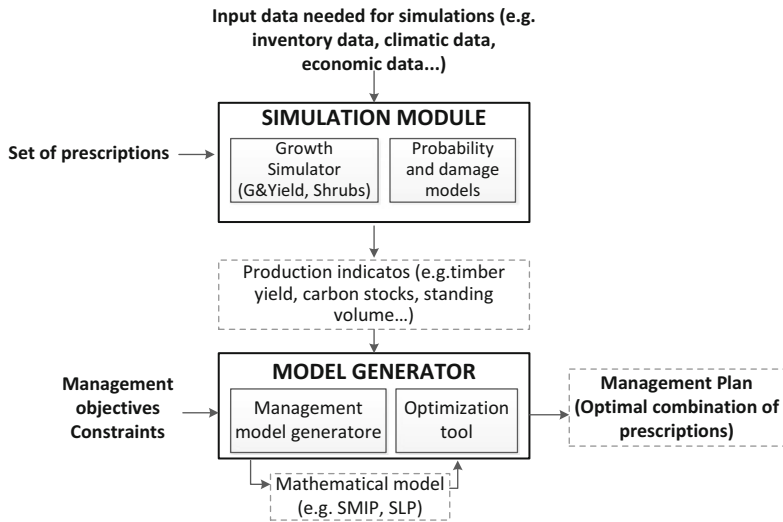 Input data needed for simulations (e.g.
inventory data, climatic data,
economic data...)
SIMULATION MODULE
Set of prescriptions
Growth
Simulator
(G&Yield, Shrubs)
Probability
and damage
models
Production indicatos (e.g.timber
yield, carbon stocks, standing
volume…)
MODEL GENERATOR
Management
objectives
Constraints
Management
model generatore
Optimization
tool
Management Plan
(Optimal combination of
prescriptions)
Mathematical model
(e.g. SMIP, SLP)